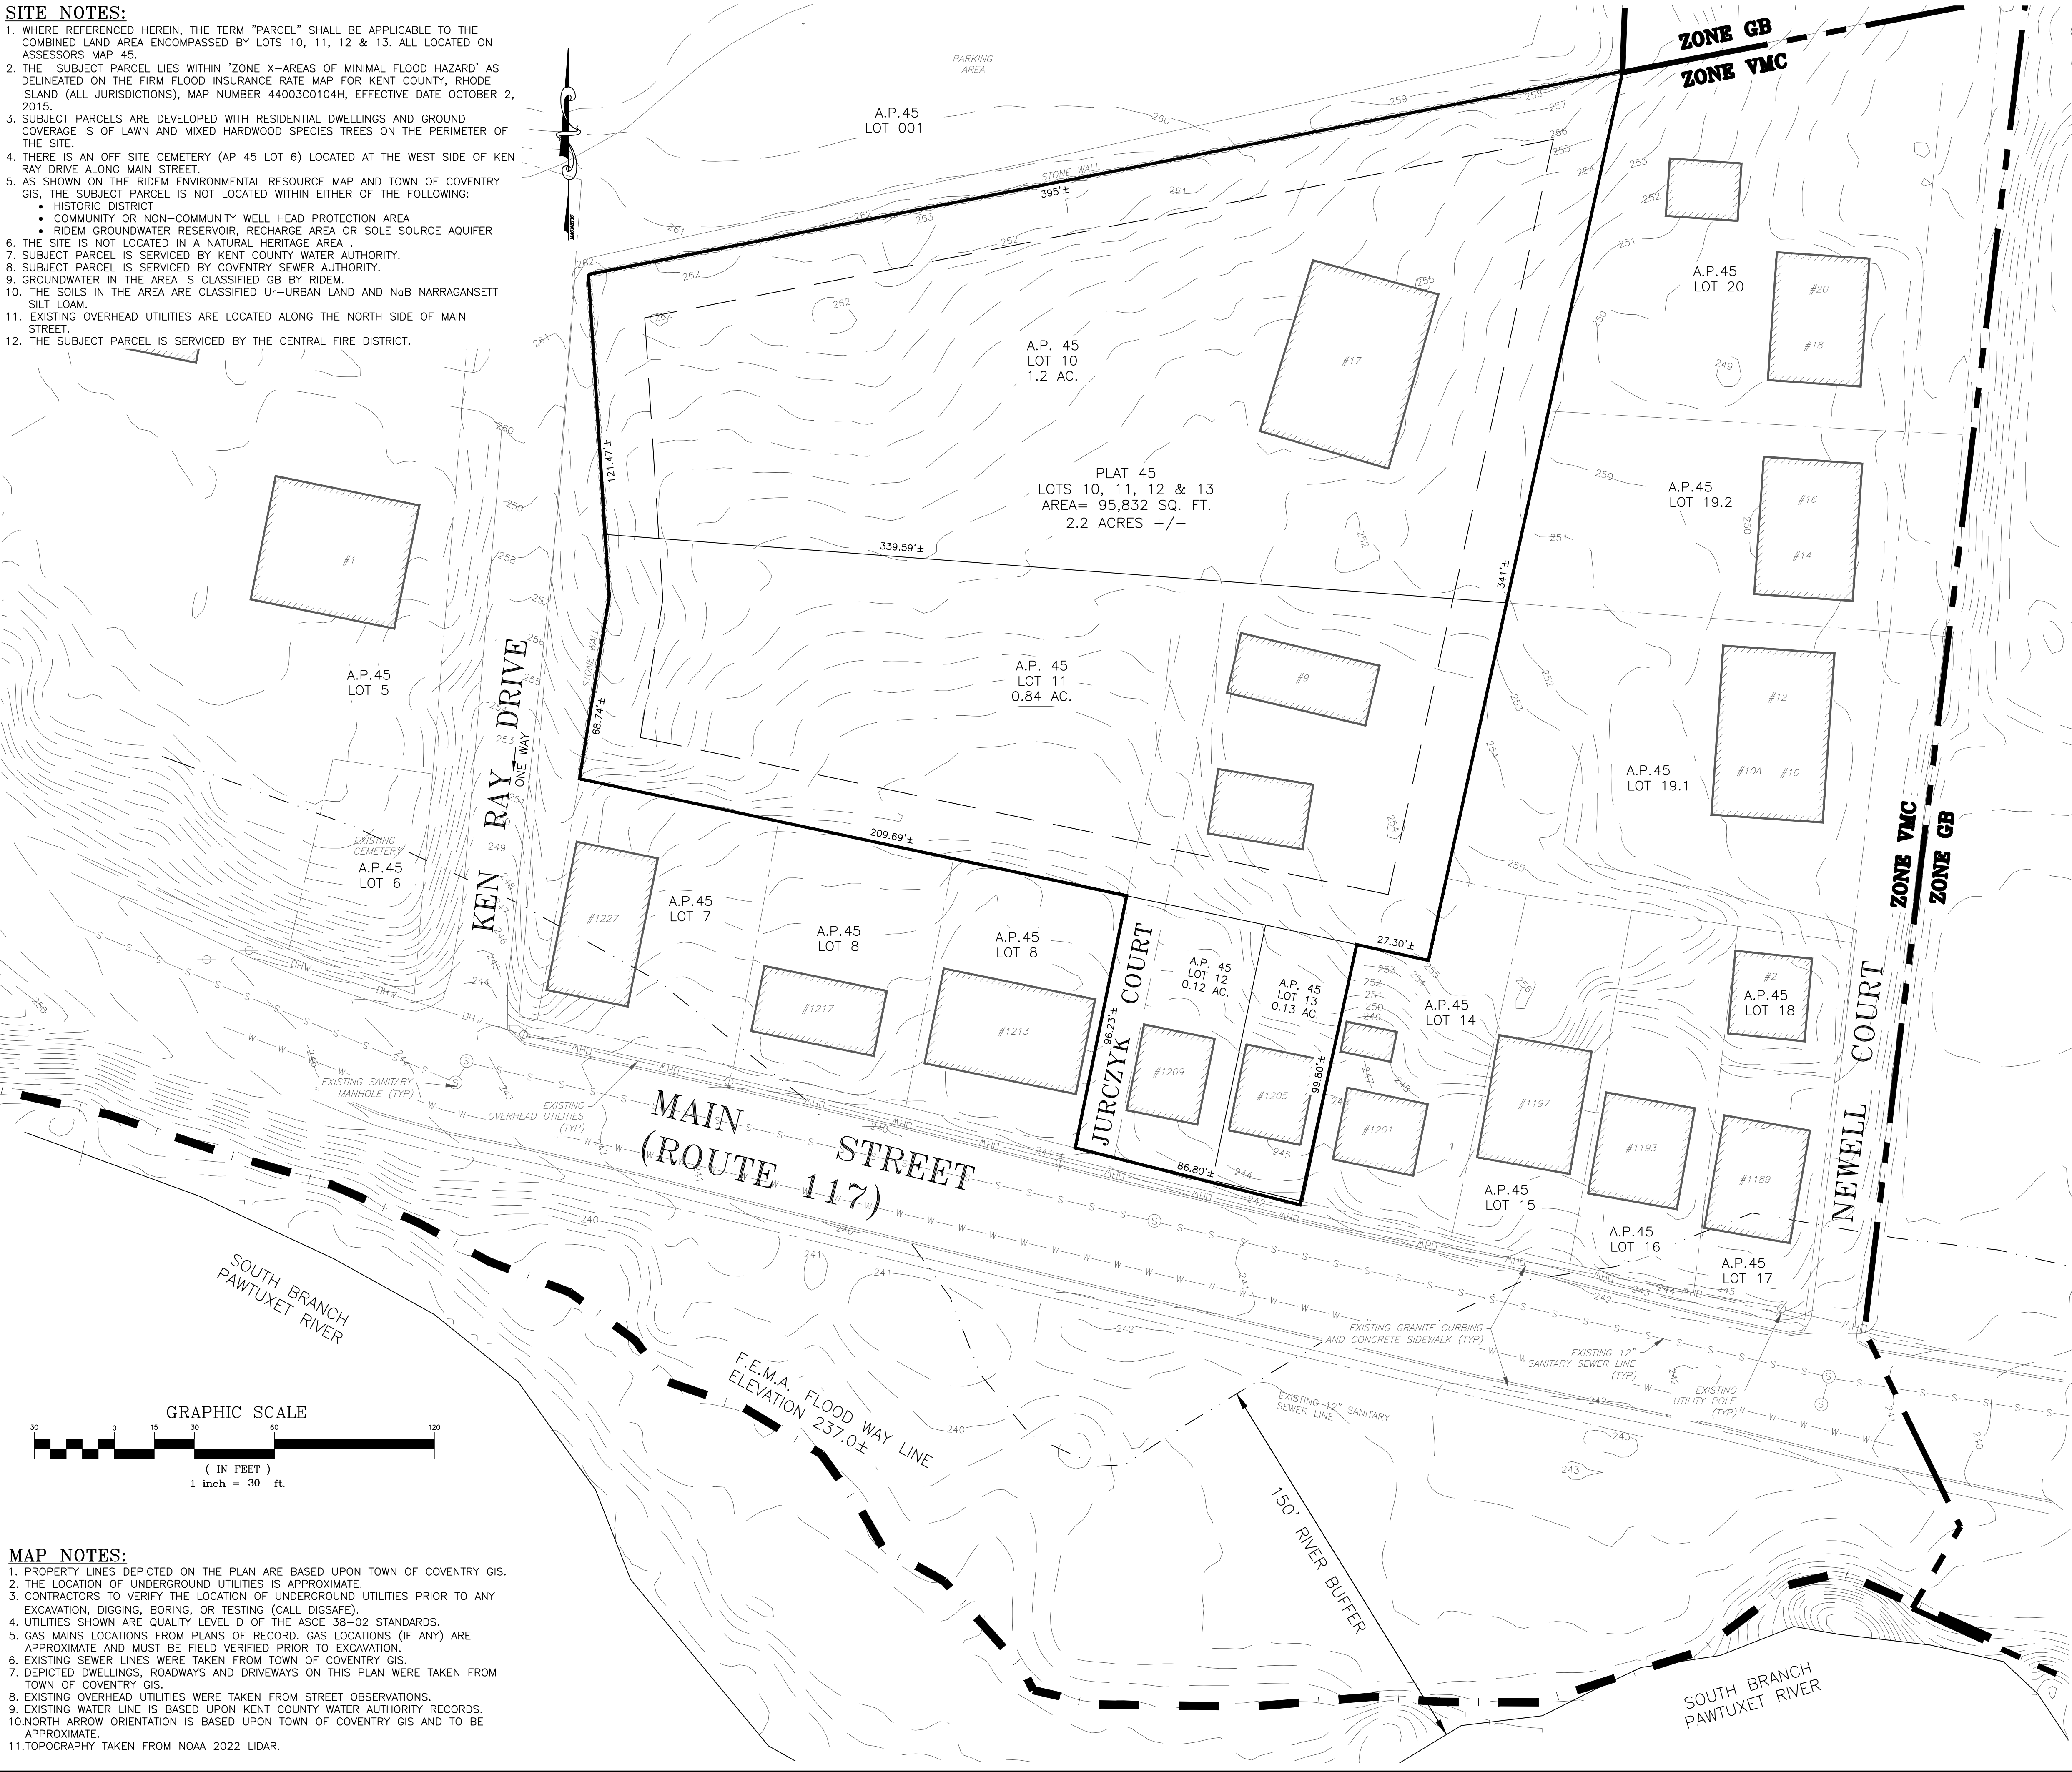 SITE NOTES:
1. WHERE REFERENCED HEREIN, THE TERM "PARCEL" SHALL BE APPLICABLE TO THE
COMBINED LAND AREA ENCOMPASSED BY LOTS 10, 11, 12 & 13. ALL LOCATED ON
ASSESSORS MAP 45.
2. THE SUBJECT PARCEL LIES WITHIN 'ZONE X-AREAS OF MINIMAL FLOOD HAZARD' AS
DELINEATED ON THE FIRM FLOOD INSURANCE RATE MAP FOR KENT COUNTY, RHODE
ISLAND (ALL JURISDICTIONS), MAP NUMBER 44003C0104H, EFFECTIVE DATE OCTOBER 2,
2015.
3. SUBJECT PARCELS ARE DEVELOPED WITH RESIDENTIAL DWELLINGS AND GROUND
COVERAGE IS OF LAWN AND MIXED HARDWOOD SPECIES TREES ON THE PERIMETER OF
THE SITE.
4. THERE IS AN OFF SITE CEMETERY (AP 45 LOT 6) LOCATED AT THE WEST SIDE OF KEN
RAY DRIVE ALONG MAIN STREET.
5. AS SHOWN ON THE RIDEM ENVIRONMENTAL RESOURCE MAP AND TOWN OF COVENTRY
GIS, THE SUBJECT PARCEL IS NOT LOCATED WITHIN EITHER OF THE FOLLOWING:
• HISTORIC DISTRICT
• COMMUNITY OR NON-COMMUNITY WELL HEAD PROTECTION AREA
• RIDEM GROUNDWATER RESERVOIR, RECHARGE AREA OR SOLE SOURCE AQUIFER
6. THE SITE IS NOT LOCATED IN A NATURAL HERITAGE AREA .
7. SUBJECT PARCEL IS SERVICED BY KENT COUNTY WATER AUTHORITY.
8. SUBJECT PARCEL IS SERVICED BY COVENTRY SEWER AUTHORITY.
9. GROUNDWATER IN THE AREA IS CLASSIFIED GB BY RIDEM.
10. THE SOILS IN THE AREA ARE CLASSIFIED Ur-URBAN LAND AND NaB NARRAGANSETT
SILT LOAM.
11. EXISTING OVERHEAD UTILITIES ARE LOCATED ALONG THE NORTH SIDE OF MAIN
STREET.
12. THE SUBJECT PARCEL IS SERVICED BY THE CENTRAL FIRE DISTRICT.
MAGNETIC
PARKING
AREA
A.P.45
LOT 001
ZONE GB
ZONE VMC
STONE WALL
395'±
A.P.45
LOT 20
#20
#18
#17
A.P. 45
LOT 10
1.2 AC.
121.47'±
PLAT 45
LOTS 10, 11, 12 & 13
AREA= 95,832 SQ. FT.
2.2 ACRES +/-
339.59'±
341'±
A.P.45
LOT 19.2
#16
#14
#1
A.P.45
LOT 5
KEN RAY DRIVE
ONE WAY
STONE WALL
68.74'±
A.P. 45
LOT 11
0.84 AC.
#9
#12
#10A #10
A.P.45
LOT 19.1
ZONE VMC
ZONE GB
209.69'±
EXISTING
CEMETERY
A.P.45
LOT 6
#1227
A.P.45
LOT 7
A.P.45
LOT 8
#1217
A.P.45
LOT 8
#1213
JURCZYK COURT
96.23'±
A.P. 45
LOT 12
0.12 AC.
#1209
A.P. 45
LOT 13
0.13 AC.
#1205
99.80'±
27.30'±
86.80'±
A.P.45
LOT 14
#1201
#1197
A.P.45
LOT 15
#1193
A.P.45
LOT 16
#1189
A.P.45
LOT 17
#2
A.P.45
LOT 18
NEWELL COURT
EXISTING SANITARY
MANHOLE (TYP)
EXISTING
OVERHEAD UTILITIES
(TYP)
MAIN STREET
(ROUTE 117)
EXISTING GRANITE CURBING
AND CONCRETE SIDEWALK (TYP)
EXISTING 12"
SANITARY SEWER LINE
(TYP)
EXISTING
UTILITY POLE
(TYP)
EXISTING 12" SANITARY
SEWER LINE
SOUTH BRANCH
PAWTUXET RIVER
F.E.M.A. FLOOD WAY LINE
ELEVATION 237.0±
150' RIVER BUFFER
SOUTH BRANCH
PAWTUXET RIVER
GRAPHIC SCALE
30 0 15 30 60 120
( IN FEET )
1 inch = 30 ft.
MAP NOTES:
1. PROPERTY LINES DEPICTED ON THE PLAN ARE BASED UPON TOWN OF COVENTRY GIS.
2. THE LOCATION OF UNDERGROUND UTILITIES IS APPROXIMATE.
3. CONTRACTORS TO VERIFY THE LOCATION OF UNDERGROUND UTILITIES PRIOR TO ANY
EXCAVATION, DIGGING, BORING, OR TESTING (CALL DIGSAFE).
4. UTILITIES SHOWN ARE QUALITY LEVEL D OF THE ASCE 38-02 STANDARDS.
5. GAS MAINS LOCATIONS FROM PLANS OF RECORD. GAS LOCATIONS (IF ANY) ARE
APPROXIMATE AND MUST BE FIELD VERIFIED PRIOR TO EXCAVATION.
6. EXISTING SEWER LINES WERE TAKEN FROM TOWN OF COVENTRY GIS.
7. DEPICTED DWELLINGS, ROADWAYS AND DRIVEWAYS ON THIS PLAN WERE TAKEN FROM
TOWN OF COVENTRY GIS.
8. EXISTING OVERHEAD UTILITIES WERE TAKEN FROM STREET OBSERVATIONS.
9. EXISTING WATER LINE IS BASED UPON KENT COUNTY WATER AUTHORITY RECORDS.
10.NORTH ARROW ORIENTATION IS BASED UPON TOWN OF COVENTRY GIS AND TO BE
APPROXIMATE.
11.TOPOGRAPHY TAKEN FROM NOAA 2022 LIDAR.